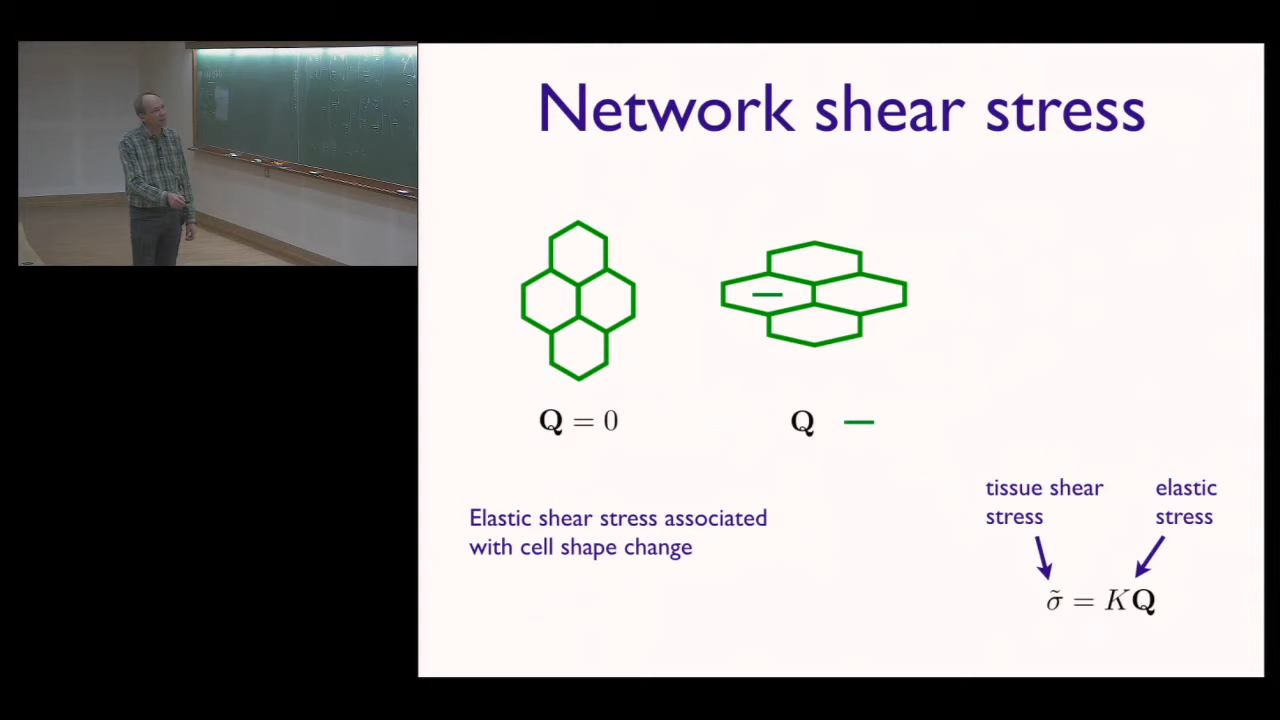 Network shear stress
Q = 0
Q
Elastic shear stress associated
with cell shape change
tissue shear
stress
elastic
stress
σ̃ = KQ